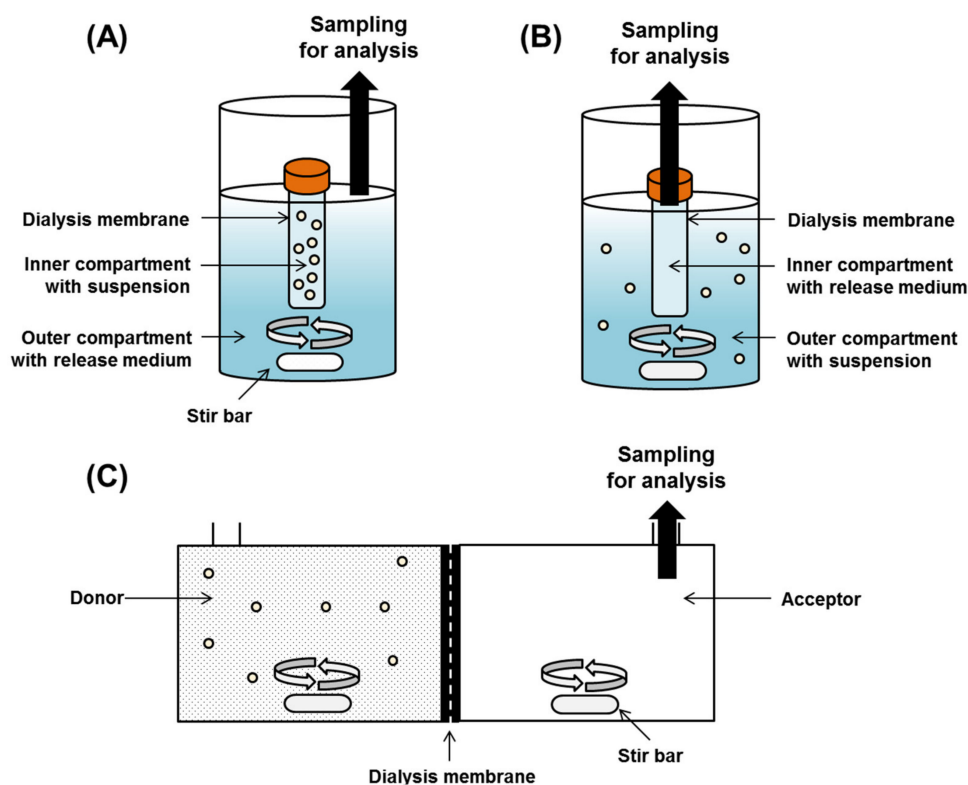 (A)
Sampling
for analysis
Dialysis membrane
Inner compartment
with suspension
Outer compartment
with release medium
Stir bar
(B)
Sampling
for analysis
Dialysis membrane
Inner compartment
with release medium
Outer compartment
with suspension
(C)
Sampling
for analysis
Donor
Acceptor
Stir bar
Dialysis membrane